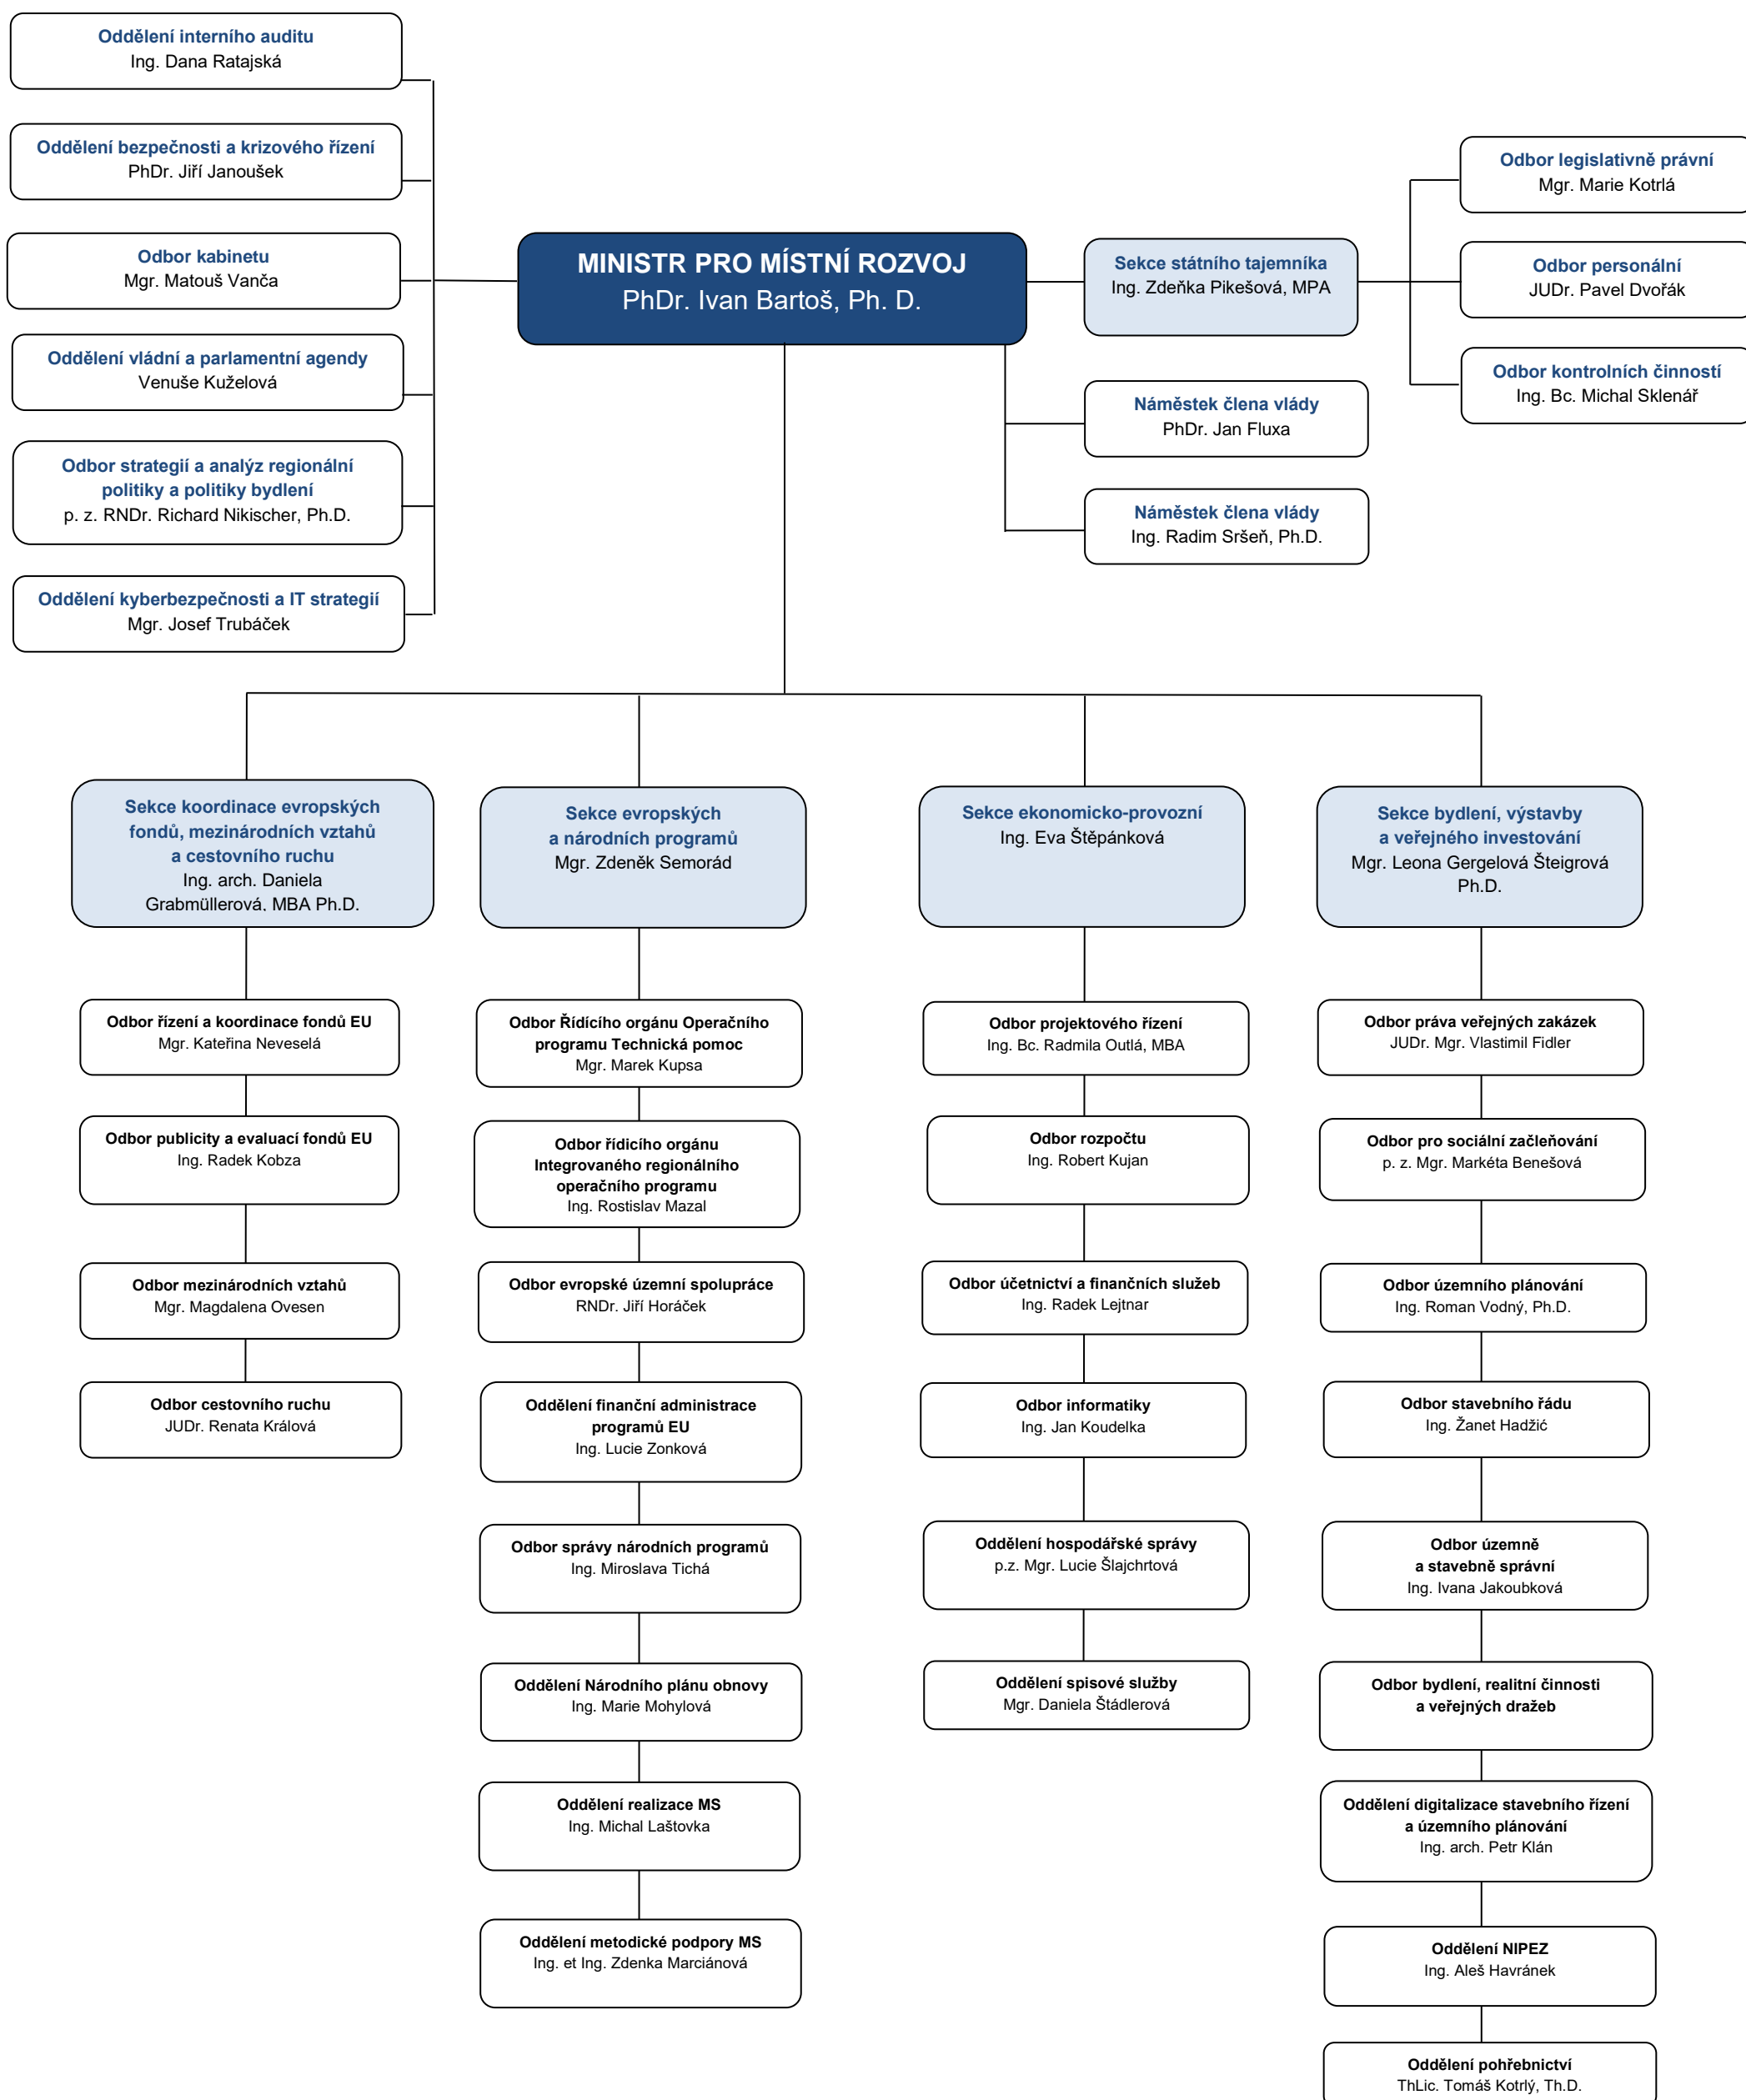 Oddělení interního auditu
Ing. Dana Ratajská
Oddělení bezpečnosti a krizového řízení
PhDr. Jiří Janoušek
Odbor kabinetu
Mgr. Matouš Vanča
Oddělení vládní a parlamentní agendy
Venuše Kuželová
Odbor strategií a analýz regionální
politiky a politiky bydlení
p. z. RNDr. Richard Nikischer, Ph.D.
Oddělení kyberbezpečnosti a IT strategií
Mgr. Josef Trubáček
MINISTR PRO MÍSTNÍ ROZVOJ
PhDr. Ivan Bartoš, Ph. D.
Sekce státního tajemníka
Ing. Zdeňka Pikešová, MPA
Náměstek člena vlády
PhDr. Jan Fluxa
Náměstek člena vlády
Ing. Radim Sršeň, Ph.D.
Odbor legislativně právní
Mgr. Marie Kotrlá
Odbor personální
JUDr. Pavel Dvořák
Odbor kontrolních činností
Ing. Bc. Michal Sklenář
Sekce koordinace evropských
fondů, mezinárodních vztahů
a cestovního ruchu
Ing. arch. Daniela
Grabmüllerová, MBA Ph.D.
Odbor řízení a koordinace fondů EU
Mgr. Kateřina Neveselá
Odbor publicity a evaluací fondů EU
Ing. Radek Kobza
Odbor mezinárodních vztahů
Mgr. Magdalena Ovesen
Odbor cestovního ruchu
JUDr. Renata Králová
Sekce evropských
a národních programů
Mgr. Zdeněk Semorád
Odbor Řídícího orgánu Operačního
programu Technická pomoc
Mgr. Marek Kupsa
Odbor řídicího orgánu
Integrovaného regionálního
operačního programu
Ing. Rostislav Mazal
Odbor evropské územní spolupráce
RNDr. Jiří Horáček
Oddělení finanční administrace
programů EU
Ing. Lucie Zonková
Odbor správy národních programů
Ing. Miroslava Tichá
Oddělení Národního plánu obnovy
Ing. Marie Mohylová
Oddělení realizace MS
Ing. Michal Laštovka
Oddělení metodické podpory MS
Ing. et Ing. Zdenka Marciánová
Sekce ekonomicko-provozní
Ing. Eva Štěpánková
Odbor projektového řízení
Ing. Bc. Radmila Outlá, MBA
Odbor rozpočtu
Ing. Robert Kujan
Odbor účetnictví a finančních služeb
Ing. Radek Lejtnar
Odbor informatiky
Ing. Jan Koudelka
Oddělení hospodářské správy
p.z. Mgr. Lucie Šlajchrtová
Oddělení spisové služby
Mgr. Daniela Štádlerová
Sekce bydlení, výstavby
a veřejného investování
Mgr. Leona Gergelová Šteigrová
Ph.D.
Odbor práva veřejných zakázek
JUDr. Mgr. Vlastimil Fidler
Odbor pro sociální začleňování
p. z. Mgr. Markéta Benešová
Odbor územního plánování
Ing. Roman Vodný, Ph.D.
Odbor stavebního řádu
Ing. Žanet Hadžić
Odbor územně
a stavebně správní
Ing. Ivana Jakoubková
Odbor bydlení, realitní činnosti
a veřejných dražeb
Oddělení digitalizace stavebního řízení
a územního plánování
Ing. arch. Petr Klán
Oddělení NIPEZ
Ing. Aleš Havránek
Oddělení pohřebnictví
ThLic. Tomáš Kotrlý, Th.D.